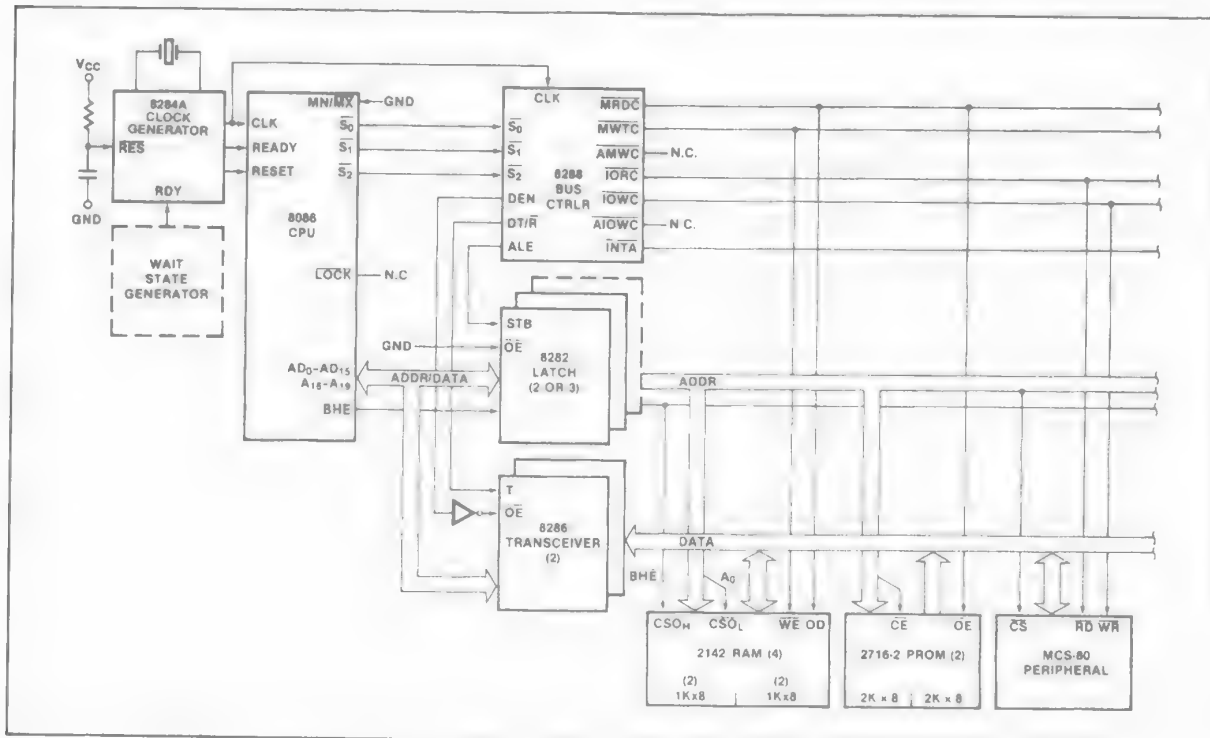 VCC
8284A
CLOCK
GENERATOR
RES
RDY
GND
WAIT
STATE
GENERATOR
MN/MX
GND
CLK
READY
RESET
S0
S1
S2
8086
CPU
LOCK
N.C
AD0-AD15
A16-A19
BHE
ADDR/DATA
CLK
S0
S1
S2
DEN
DT/R
ALE
8288
BUS
CTRLR
MRDC
MWTC
AMWC
N.C.
IORC
IOWC
AIOWC
N.C.
INTA
GND
STB
OE
8282
LATCH
(2 OR 3)
ADDR
T
OE
8286
TRANSCEIVER
(2)
DATA
BHE
A0
CSOH
CSOL
WE OD
2142 RAM (4)
(2)
1K x 8
(2)
1K x 8
CE
OE
2716-2 PROM (2)
2K × 8
2K × 8
CS
RD WR
MCS-80
PERIPHERAL